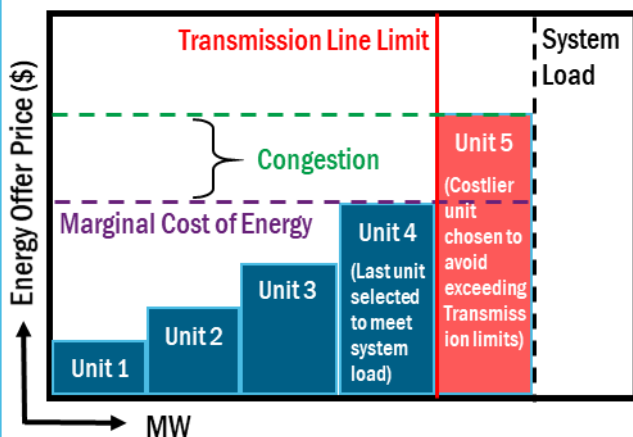 Transmission Line Limit
System
Load
Energy Offer Price ($)
Congestion
Marginal Cost of Energy
Unit 1
Unit 2
Unit 3
Unit 4
(Last unit
selected
to meet
system
load)
Unit 5
(Costlier
unit
chosen to
avoid
exceeding
Transmiss
ion limits)
MW